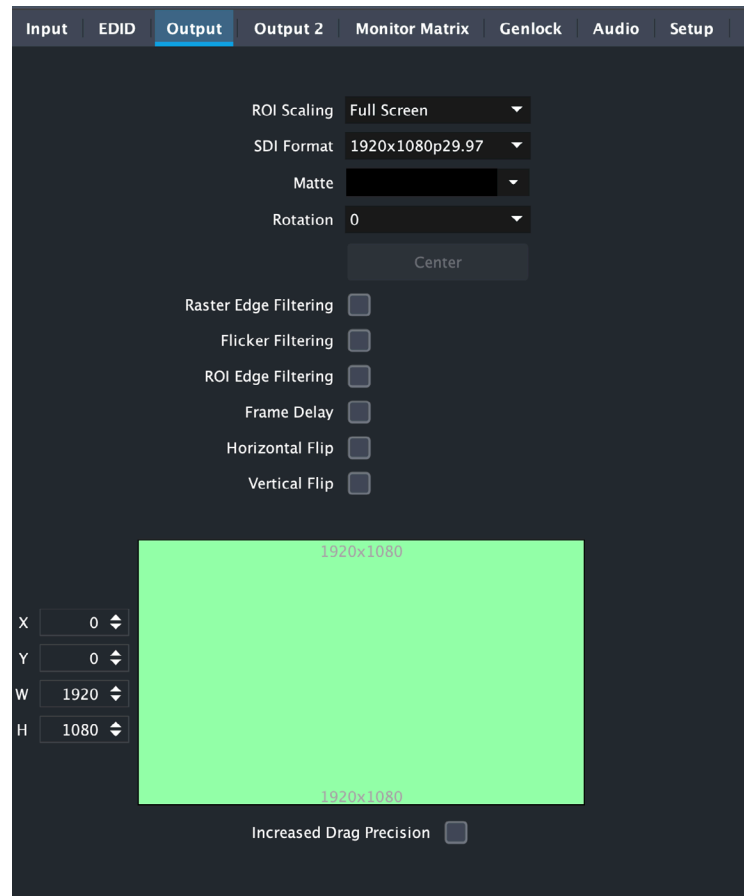 Input EDID Output Output 2 Monitor Matrix Genlock Audio Setup
ROI Scaling Full Screen
SDI Format 1920x1080p29.97
Matte
Rotation 0
Center
Raster Edge Filtering
Flicker Filtering
ROI Edge Filtering
Frame Delay
Horizontal Flip
Vertical Flip
1920x1080
X 0
Y 0
W 1920
H 1080
1920x1080
Increased Drag Precision